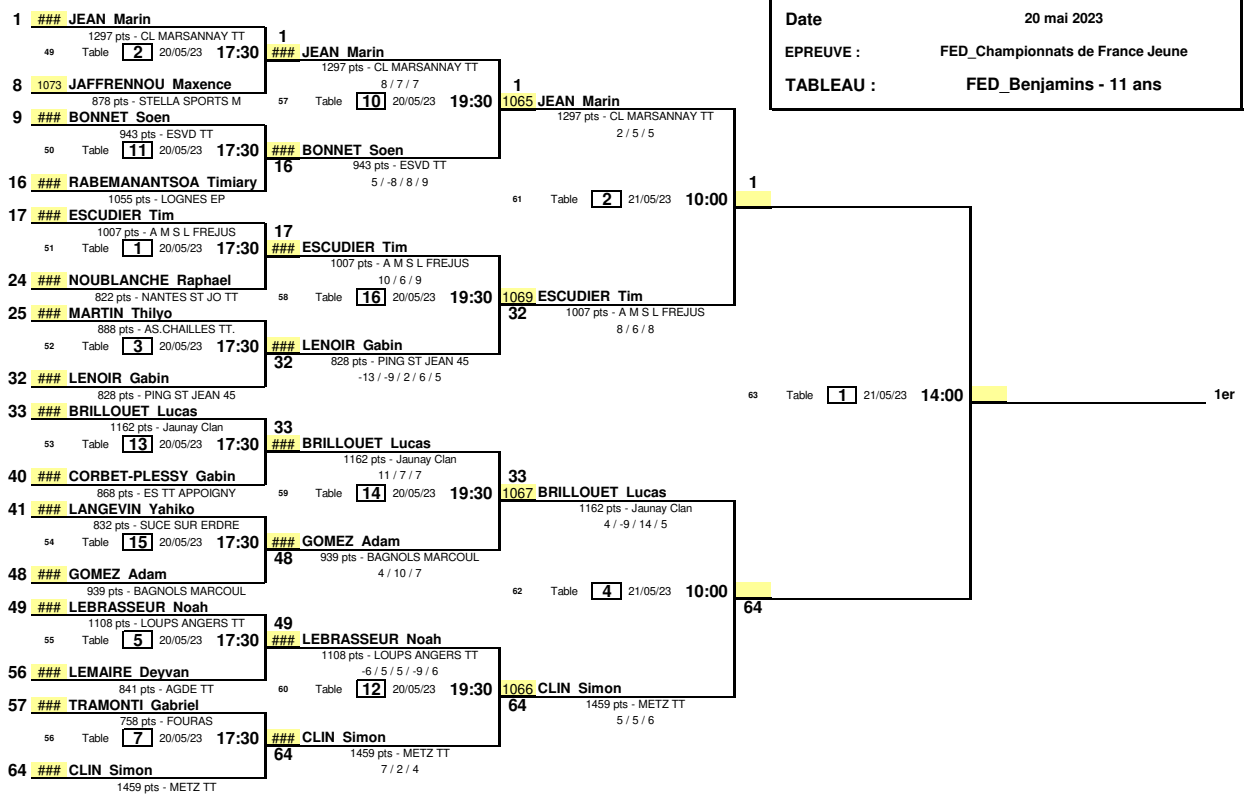 Date 20 mai 2023
EPREUVE : FED_Championnats de France Jeune
TABLEAU : FED_Benjamins - 11 ans
1 ### JEAN Marin
1297 pts - CL MARSANNAY TT
49 Table 2 20/05/23 17:30
8 1073 JAFFRENNOU Maxence
878 pts - STELLA SPORTS M
9 ### BONNET Soen
943 pts - ESVD TT
50 Table 11 20/05/23 17:30
16 ### RABEMANANTSOA Timiary
1055 pts - LOGNES EP
17 ### ESCUDIER Tim
1007 pts - A M S L FREJUS
51 Table 1 20/05/23 17:30
24 ### NOUBLANCHE Raphael
822 pts - NANTES ST JO TT
25 ### MARTIN Thilyo
888 pts - AS.CHAILLES TT.
52 Table 3 20/05/23 17:30
32 ### LENOIR Gabin
828 pts - PING ST JEAN 45
33 ### BRILLOUET Lucas
1162 pts - Jaunay Clan
53 Table 13 20/05/23 17:30
40 ### CORBET-PLESSY Gabin
868 pts - ES TT APPOIGNY
41 ### LANGEVIN Yahiko
832 pts - SUCE SUR ERDRE
54 Table 15 20/05/23 17:30
48 ### GOMEZ Adam
939 pts - BAGNOLS MARCOUL
49 ### LEBRASSEUR Noah
1108 pts - LOUPS ANGERS TT
55 Table 5 20/05/23 17:30
56 ### LEMAIRE Deyvan
841 pts - AGDE TT
57 ### TRAMONTI Gabriel
758 pts - FOURAS
56 Table 7 20/05/23 17:30
64 ### CLIN Simon
1459 pts - METZ TT
1
### JEAN Marin
1297 pts - CL MARSANNAY TT
8 / 7 / 7
57 Table 10 20/05/23 19:30
### BONNET Soen
16
943 pts - ESVD TT
5 / -8 / 8 / 9
17
### ESCUDIER Tim
1007 pts - A M S L FREJUS
10 / 6 / 9
58 Table 16 20/05/23 19:30
### LENOIR Gabin
32
828 pts - PING ST JEAN 45
-13 / -9 / 2 / 6 / 5
33
### BRILLOUET Lucas
1162 pts - Jaunay Clan
11 / 7 / 7
59 Table 14 20/05/23 19:30
### GOMEZ Adam
48
939 pts - BAGNOLS MARCOUL
4 / 10 / 7
49
### LEBRASSEUR Noah
1108 pts - LOUPS ANGERS TT
-6 / 5 / 5 / -9 / 6
60 Table 12 20/05/23 19:30
### CLIN Simon
64
1459 pts - METZ TT
7 / 2 / 4
1
1065 JEAN Marin
1297 pts - CL MARSANNAY TT
2 / 5 / 5
61 Table 2 21/05/23 10:00
1069 ESCUDIER Tim
32
1007 pts - A M S L FREJUS
8 / 6 / 8
33
1067 BRILLOUET Lucas
1162 pts - Jaunay Clan
4 / -9 / 14 / 5
62 Table 4 21/05/23 10:00
1066 CLIN Simon
64
1459 pts - METZ TT
5 / 5 / 6
1
63 Table 1 21/05/23 14:00
64
1er